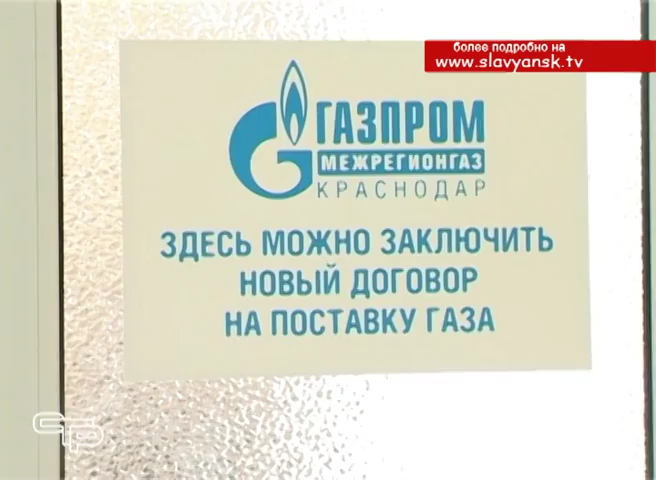 более подробно на
www.slavyansk.tv
ГАЗПРОМ
МЕЖРЕГИОНГАЗ
КРАСНОДАР
ЗДЕСЬ МОЖНО ЗАКЛЮЧИТЬ
НОВЫЙ ДОГОВОР
НА ПОСТАВКУ ГАЗА